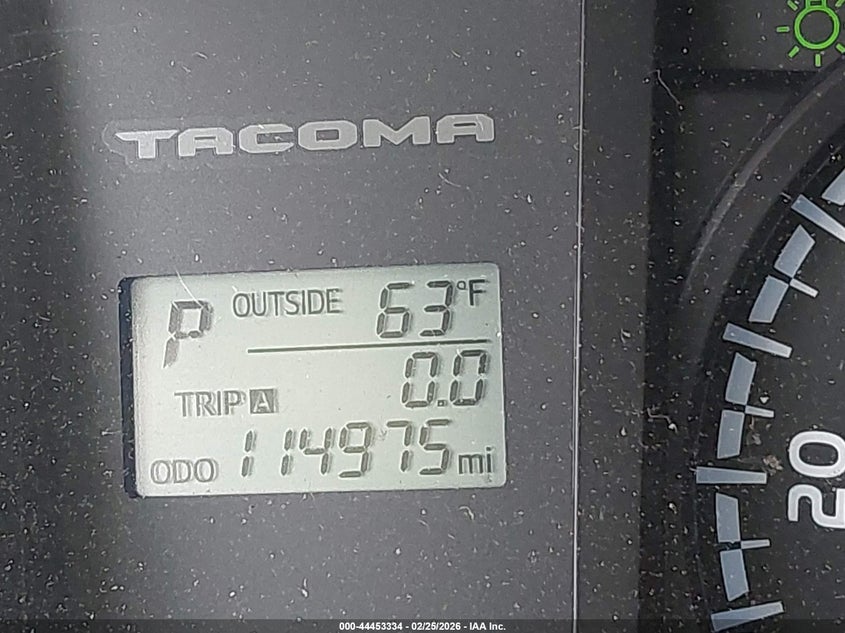 TACOMA
P OUTSIDE 63°F
0.0
TRIP A
ODO 114975 mi
20
000-44453334 - 02/25/2026 - IAA Inc.